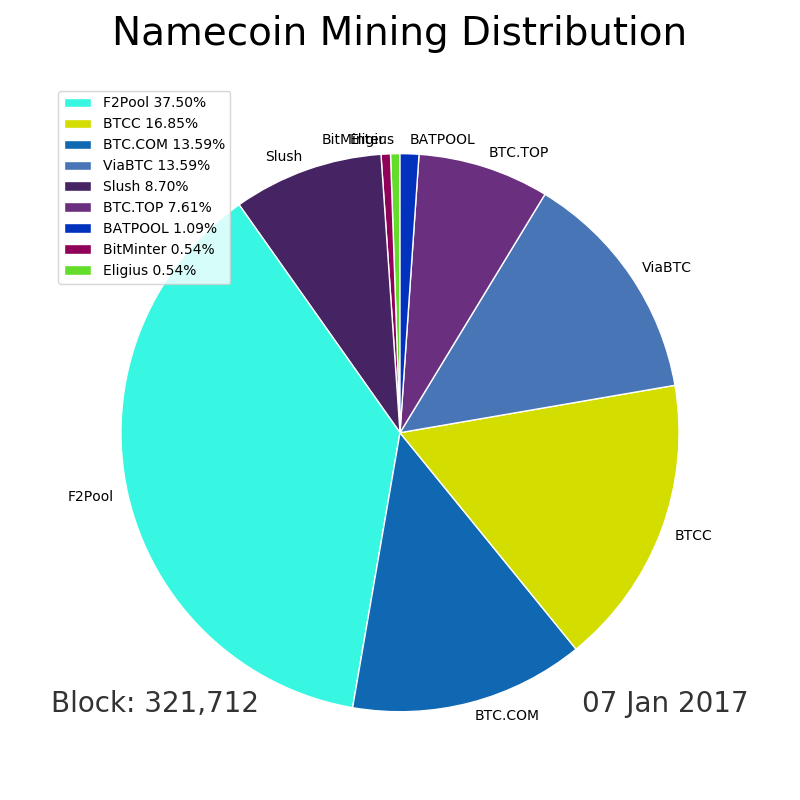 Namecoin Mining Distribution
F2Pool 37.50%
BTCC 16.85%
BTC.COM 13.59%
ViaBTC 13.59%
Slush 8.70%
BTC.TOP 7.61%
BATPOOL 1.09%
BitMinter 0.54%
Eligius 0.54%
BitMinter
Eligius
BATPOOL
BTC.TOP
Slush
ViaBTC
F2Pool
BTCC
BTC.COM
Block: 321,712
07 Jan 2017